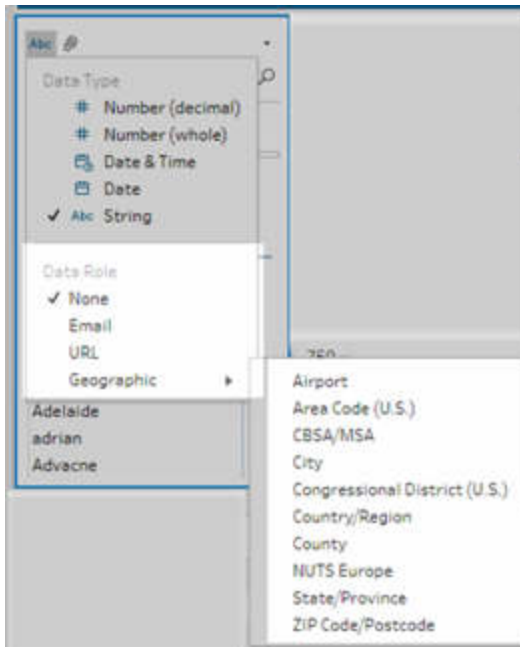 Abc
Data Type
# Number (decimal)
# Number (whole)
Date & Time
Date
✓ Abc String
Data Role
✓ None
Email
URL
Geographic
Adelaide
adrian
Advacne
Airport
Area Code (U.S.)
CBSA/MSA
City
Congressional District (U.S.)
Country/Region
County
NUTS Europe
State/Province
ZIP Code/Postcode